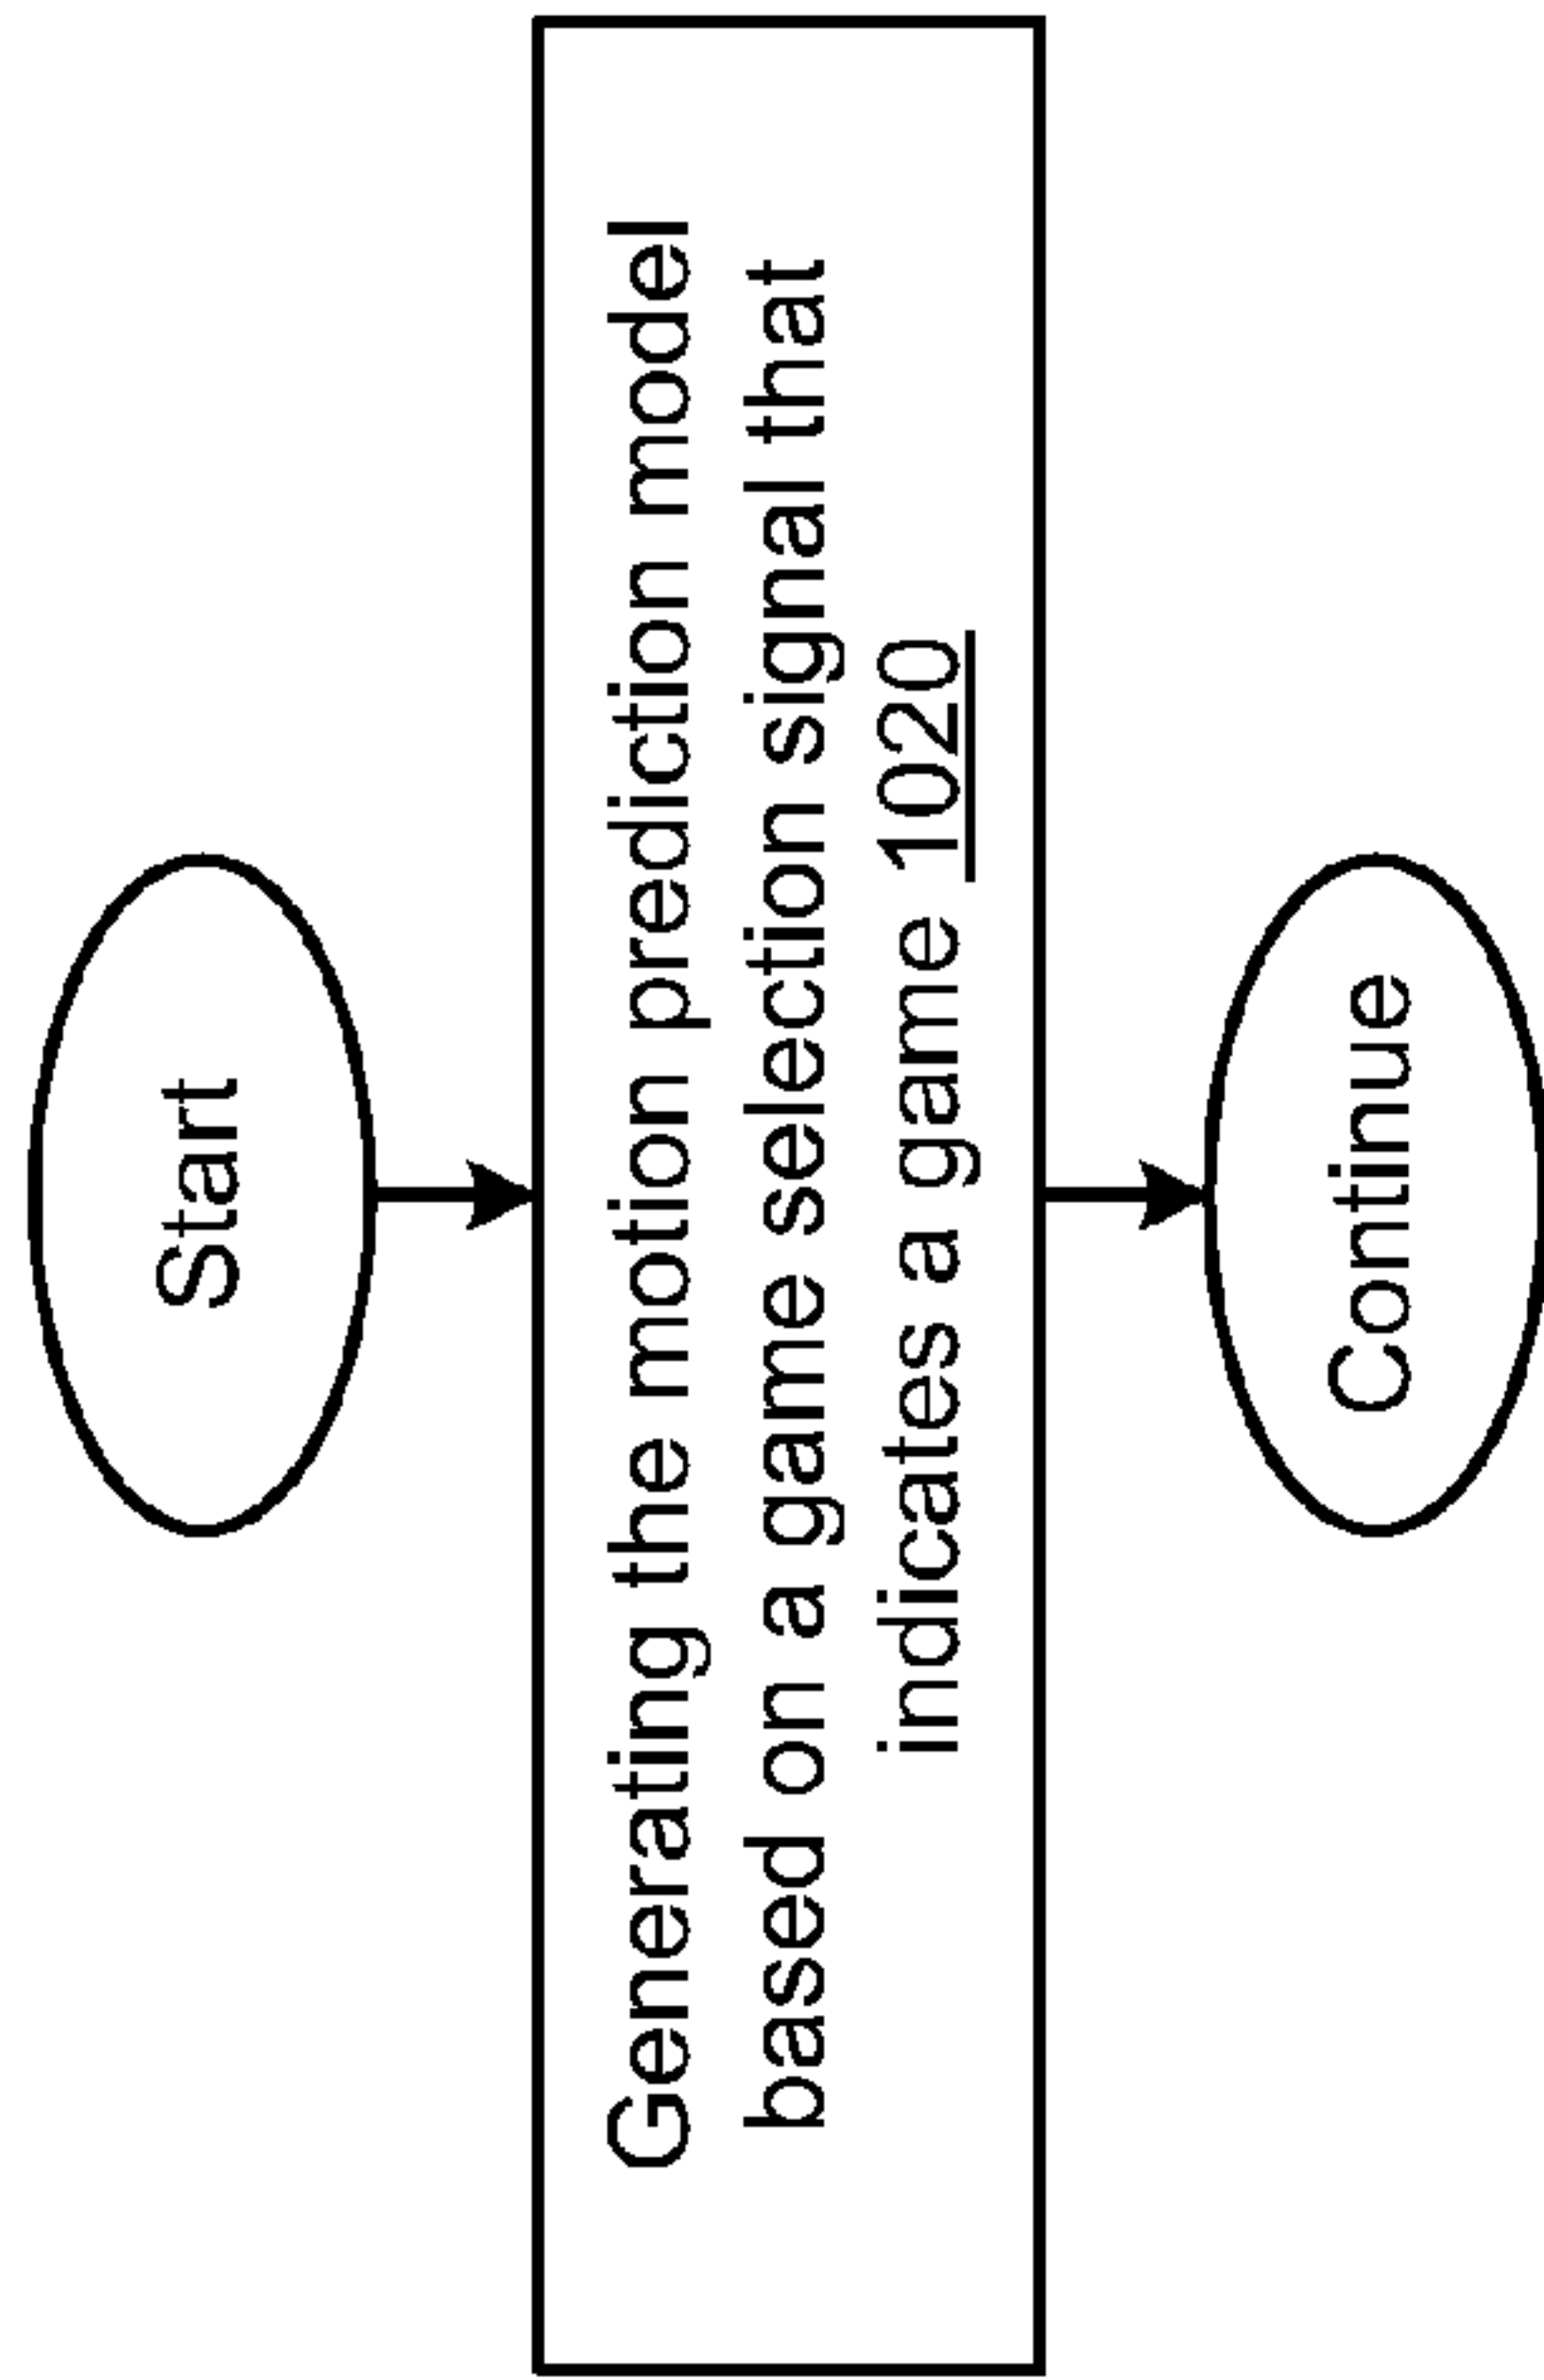 Start
Generating the motion prediction model
based on a game selection signal that
indicates a game 1020
Continue